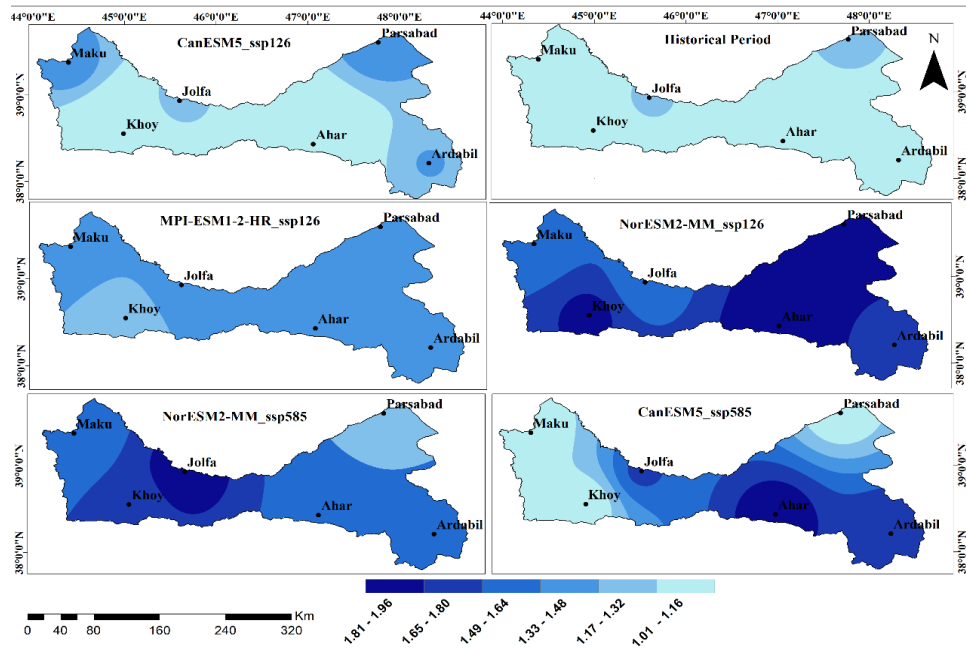 44°0'0"E 45°0'0"E 46°0'0"E 47°0'0"E 48°0'0"E 44°0'0"E 45°0'0"E 46°0'0"E 47°0'0"E 48°0'0"E
CanESM5_ssp126
Maku
Parsabad
Jolfa
Khoy
Ahar
Ardabil
39°0'0"N
38°0'0"N
Historical Period
N
Maku
Parsabad
Jolfa
Khoy
Ahar
Ardabil
39°0'0"N
38°0'0"N
MPI-ESM1-2-HR_ssp126
Maku
Parsabad
Jolfa
Khoy
Ahar
Ardabil
39°0'0"N
38°0'0"N
NorESM2-MM_ssp126
Maku
Parsabad
Jolfa
Khoy
Ahar
Ardabil
39°0'0"N
38°0'0"N
NorESM2-MM_ssp585
Maku
Parsabad
Jolfa
Khoy
Ahar
Ardabil
39°0'0"N
38°0'0"N
CanESM5_ssp585
Maku
Parsabad
Jolfa
Khoy
Ahar
Ardabil
39°0'0"N
38°0'0"N
Km
0 40 80 160 240 320
1.81 - 1.96
1.65 - 1.80
1.49 - 1.64
1.33 - 1.48
1.17 - 1.32
1.01 - 1.16